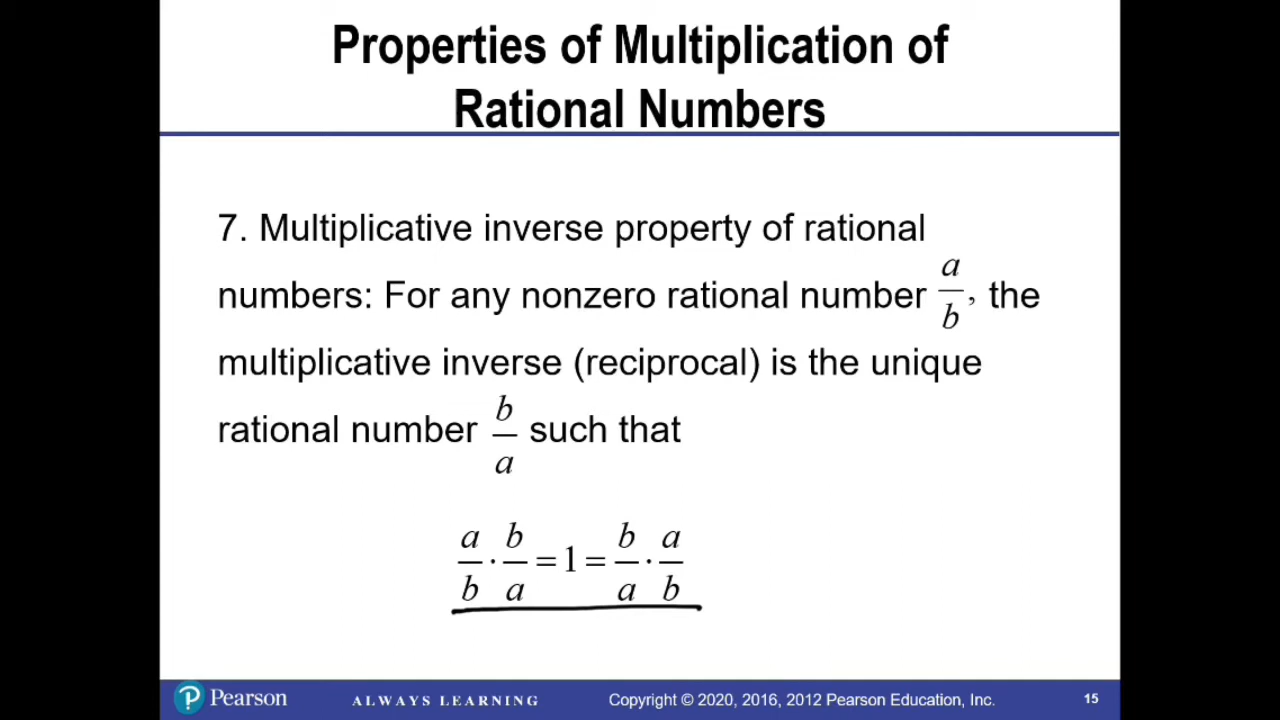 Properties of Multiplication of
Rational Numbers
7. Multiplicative inverse property of rational
numbers: For any nonzero rational number a/b, the
multiplicative inverse (reciprocal) is the unique
rational number b/a such that
a/b · b/a = 1 = b/a · a/b
P Pearson ALWAYS LEARNING Copyright © 2020, 2016, 2012 Pearson Education, Inc. 15